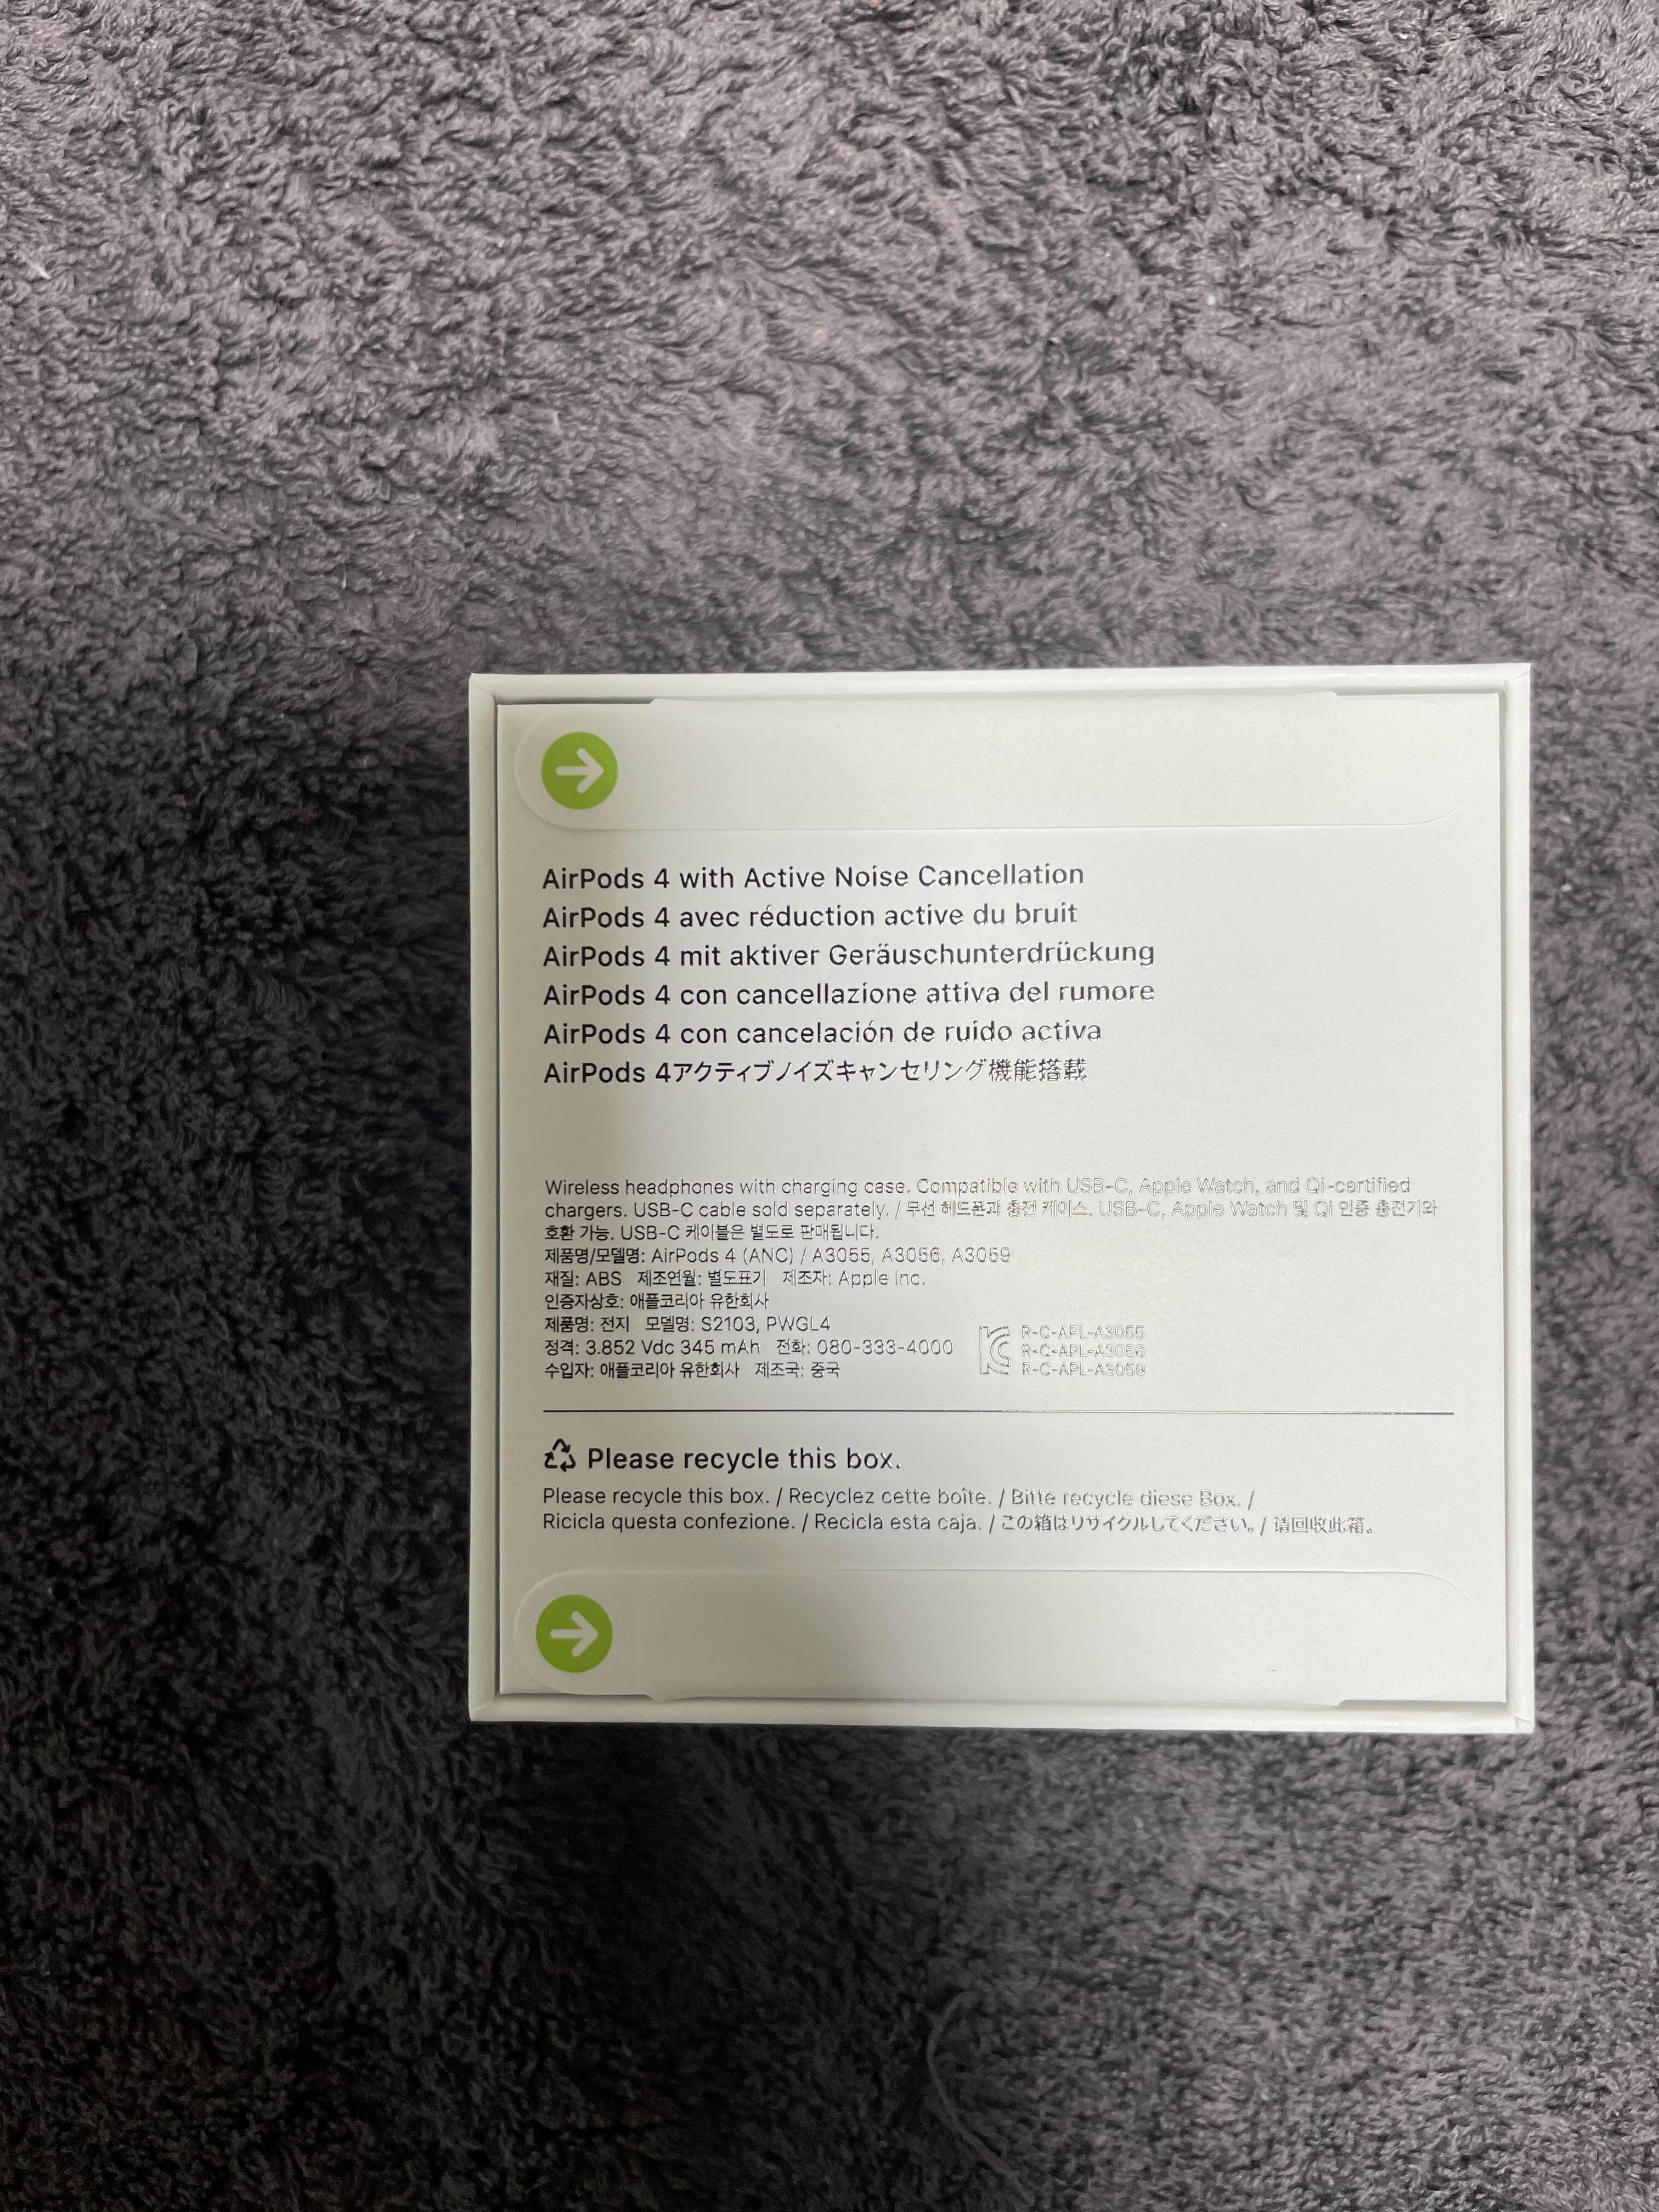 AirPods 4 with Active Noise Cancellation
AirPods 4 avec réduction active du bruit
AirPods 4 mit aktiver Geräuschunterdrückung
AirPods 4 con cancellazione attiva del rumore
AirPods 4 con cancelación de ruido activa
AirPods 4アクティブノイズキャンセリング機能搭載
Wireless headphones with charging case. Compatible with USB-C, Apple Watch, and Qi-certified
chargers. USB-C cable sold separately. / 무선 헤드폰과 충전 케이스. USB-C, Apple Watch 및 Qi 인증 충전기와
호환 가능. USB-C 케이블은 별도로 판매됩니다.
제품명/모델명: AirPods 4 (ANC) / A3055, A3056, A3059
재질: ABS 제조연월: 별도표기 제조자: Apple Inc.
인증자상호: 애플코리아 유한회사
제품명: 전지 모델명: S2103, PWGL4
정격: 3.852 Vdc 345 mAh 전화: 080-333-4000
수입자: 애플코리아 유한회사 제조국: 중국
R-C-APL-A3055
R-C-APL-A3056
R-C-APL-A3059
Please recycle this box.
Please recycle this box. / Recyclez cette boîte. / Bitte recycle diese Box. /
Ricicla questa confezione. / Recicla esta caja. / この箱はリサイクルしてください。/ 请回收此箱。